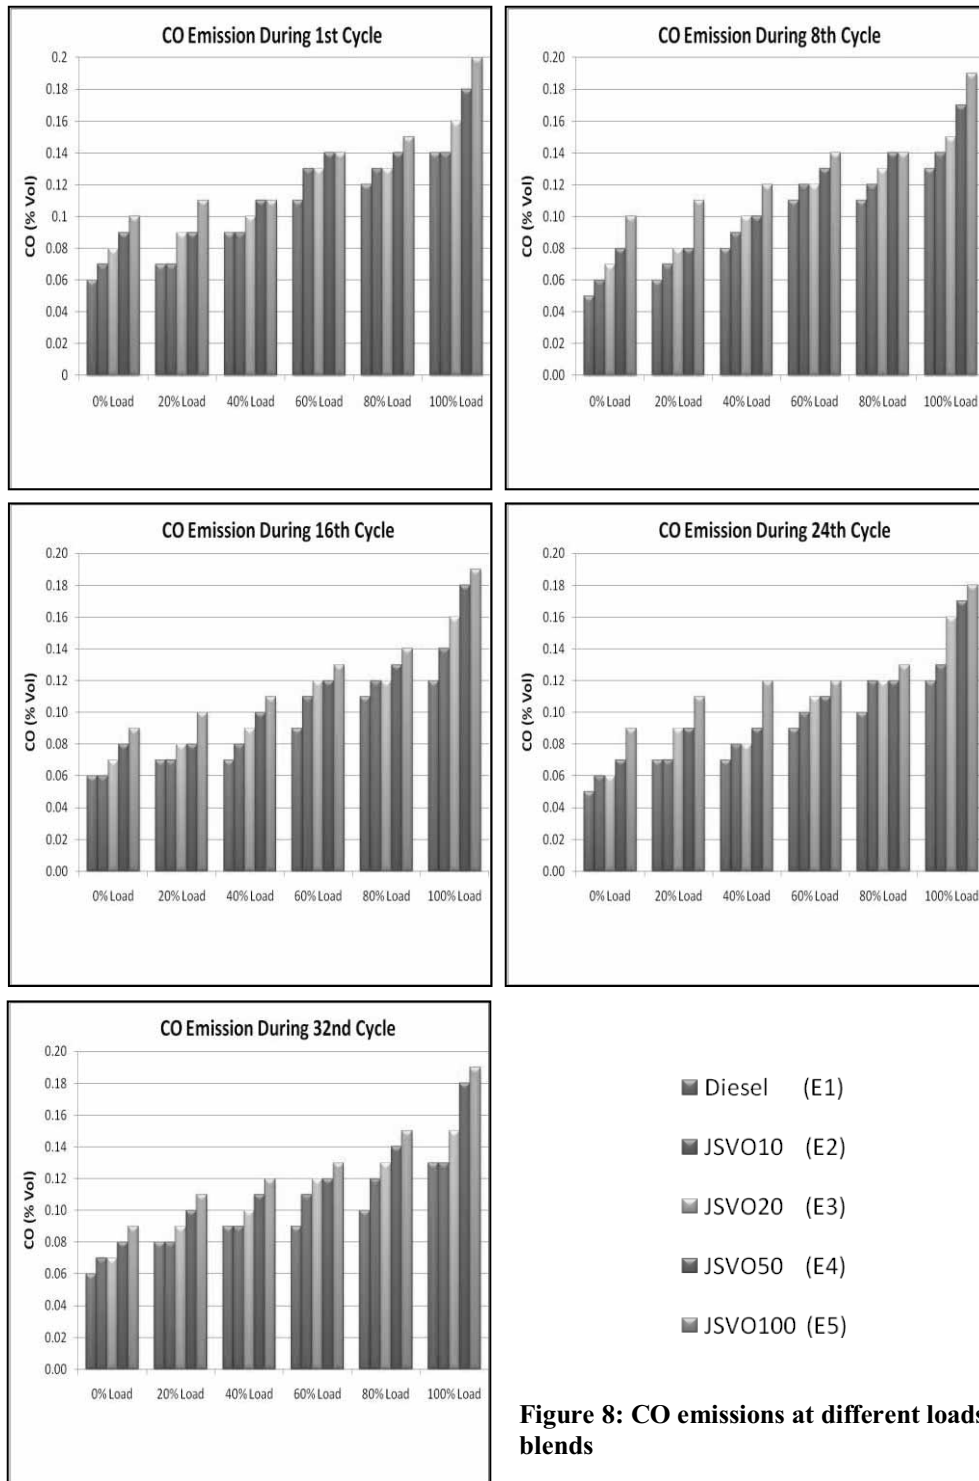 CO Emission During 1st Cycle
CO (% Vol)
0.2
0.18
0.16
0.14
0.12
0.1
0.08
0.06
0.04
0.02
0
0% Load 20% Load 40% Load 60% Load 80% Load 100% Load
CO Emission During 8th Cycle
CO (% Vol)
0.20
0.18
0.16
0.14
0.12
0.10
0.08
0.06
0.04
0.02
0.00
0% Load 20% Load 40% Load 60% Load 80% Load 100% Load
CO Emission During 16th Cycle
CO (% Vol)
0.20
0.18
0.16
0.14
0.12
0.10
0.08
0.06
0.04
0.02
0.00
0% Load 20% Load 40% Load 60% Load 80% Load 100% Load
CO Emission During 24th Cycle
CO (% Vol)
0.20
0.18
0.16
0.14
0.12
0.10
0.08
0.06
0.04
0.02
0.00
0% Load 20% Load 40% Load 60% Load 80% Load 100% Load
CO Emission During 32nd Cycle
CO (% Vol)
0.20
0.18
0.16
0.14
0.12
0.10
0.08
0.06
0.04
0.02
0.00
0% Load 20% Load 40% Load 60% Load 80% Load 100% Load
Diesel (E1)
JSVO10 (E2)
JSVO20 (E3)
JSVO50 (E4)
JSVO100 (E5)
Figure 8: CO emissions at different loads
blends